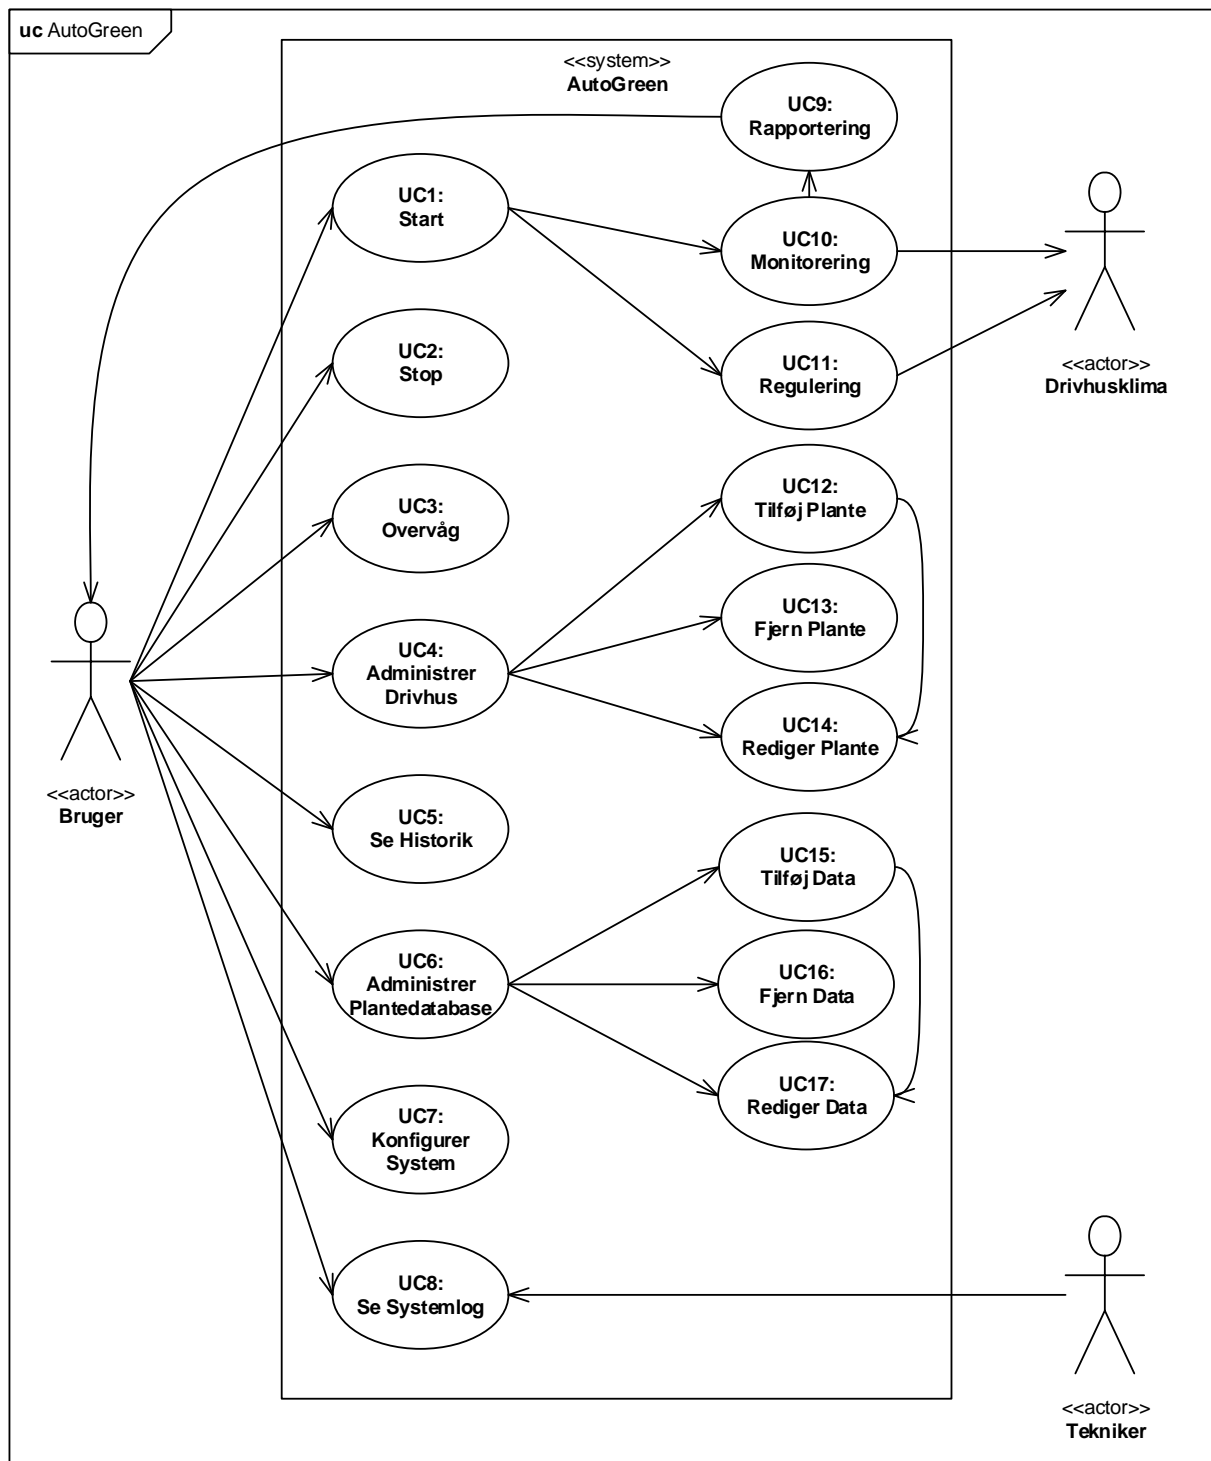 uc AutoGreen
<<system>>
AutoGreen
UC9:
Rapportering
UC1:
Start
UC10:
Monitorering
UC2:
Stop
UC11:
Regulering
<<actor>>
Drivhusklima
UC3:
Overvåg
UC12:
Tilføj Plante
UC13:
Fjern Plante
UC4:
Administrer
Drivhus
UC14:
Rediger Plante
<<actor>>
Bruger
UC5:
Se Historik
UC15:
Tilføj Data
UC6:
Administrer
Plantedatabase
UC16:
Fjern Data
UC17:
Rediger Data
UC7:
Konfigurer
System
UC8:
Se Systemlog
<<actor>>
Tekniker